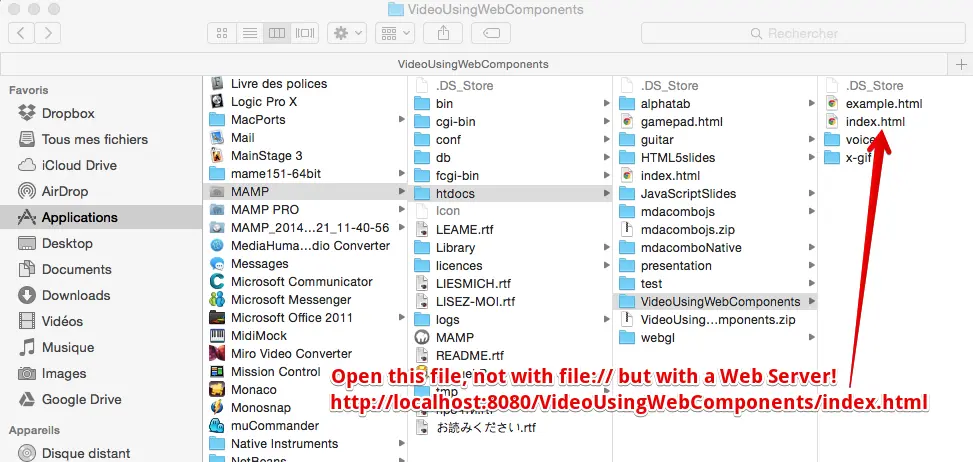 VideoUsingWebComponents
Rechercher
VideoUsingWebComponents
Favoris
Dropbox
Tous mes fichiers
iCloud Drive
AirDrop
Applications
Desktop
Documents
Downloads
Vidéos
Musique
Images
Google Drive
Appareils
Disque distant
Livre des polices
Logic Pro X
MacPorts
Mail
MainStage 3
mame151-64bit
MAMP
MAMP PRO
MAMP_2014...21_11-40-56
MediaHuma...dio Converter
Messages
Microsoft Communicator
Microsoft Messenger
Microsoft Office 2011
MidiMock
Miro Video Converter
Mission Control
Monaco
Monosnap
muCommander
Native Instruments
NetBeans
.DS_Store
bin
cgi-bin
conf
db
fcgi-bin
htdocs
Icon
LEAME.rtf
Library
licences
LIESMICH.rtf
LISEZ-MOI.rtf
logs
MAMP
README.rtf
tmp
お読みください.rtf
.DS_Store
alphatab
gamepad.html
guitar
HTML5slides
index.html
JavaScriptSlides
mdacombojs
mdacombojs.zip
mdacomboNative
presentation
test
VideoUsingWebComponents
VideoUsing...mponents.zip
webgl
.DS_Store
example.html
index.html
voice
x-gif
Open this file, not with file:// but with a Web Server!
http://localhost:8080/VideoUsingWebComponents/index.html